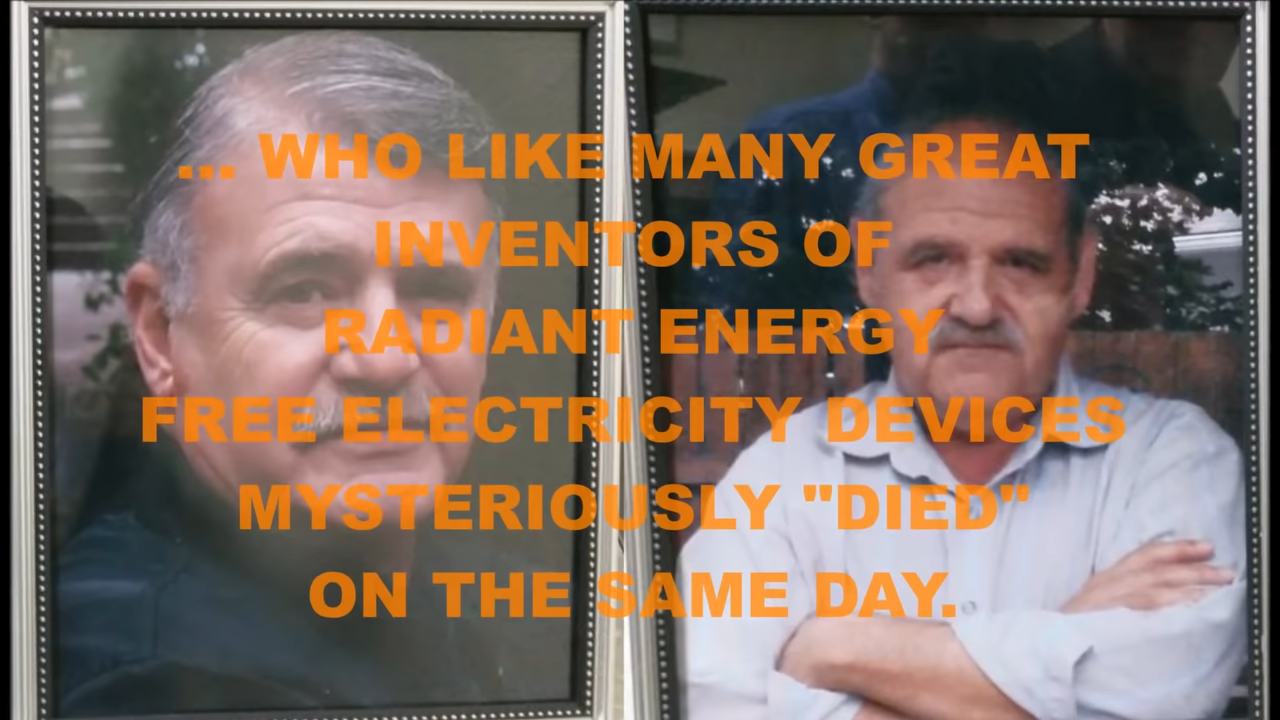 ... WHO LIKE MANY GREAT
INVENTORS OF
RADIANT ENERGY
FREE ELECTRICITY DEVICES
MYSTERIOUSLY "DIED"
ON THE SAME DAY.